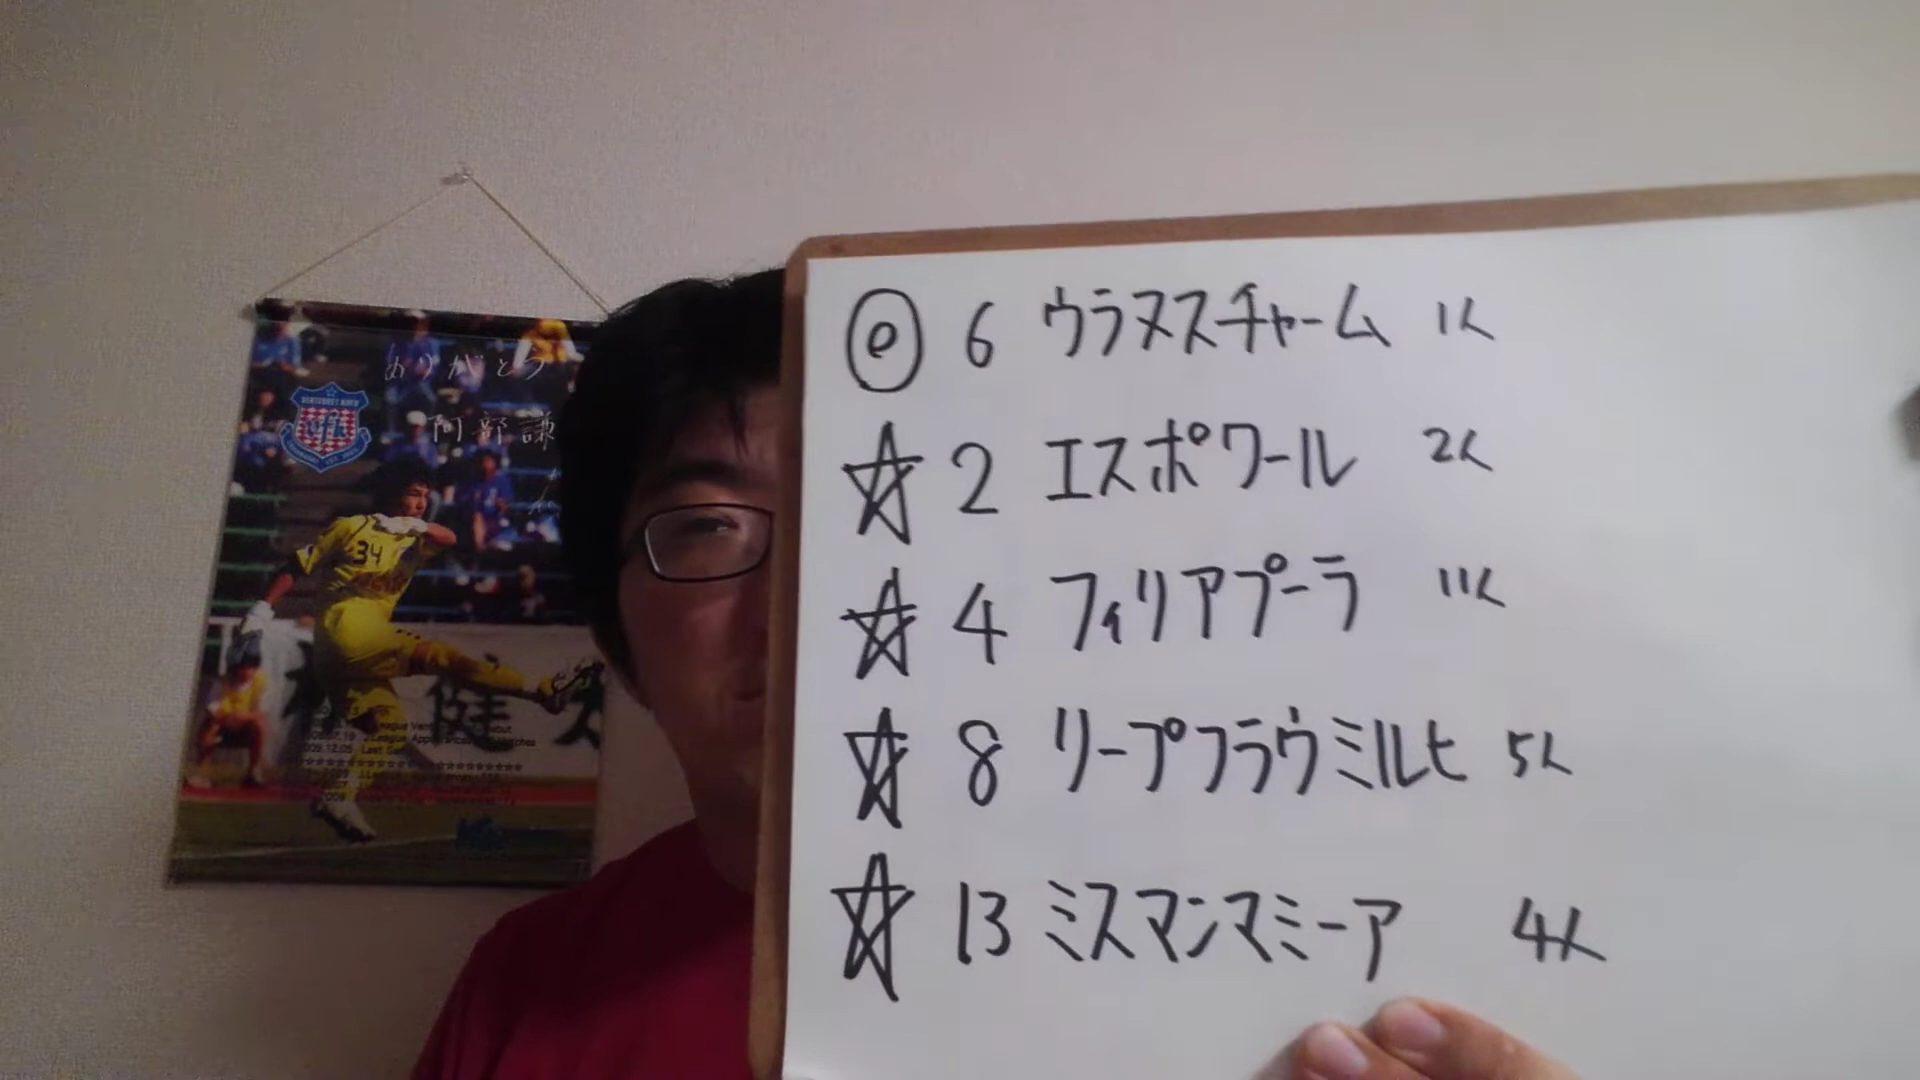 ありがとう
阿部謙
34
健太
◎ 6 ウラヌスチャーム 1人
☆ 2 エスポワール 2人
☆ 4 フィリアプーラ 11人
☆ 8 リープフラウミルヒ 5人
☆ 13 ミスマンマミーア 4人